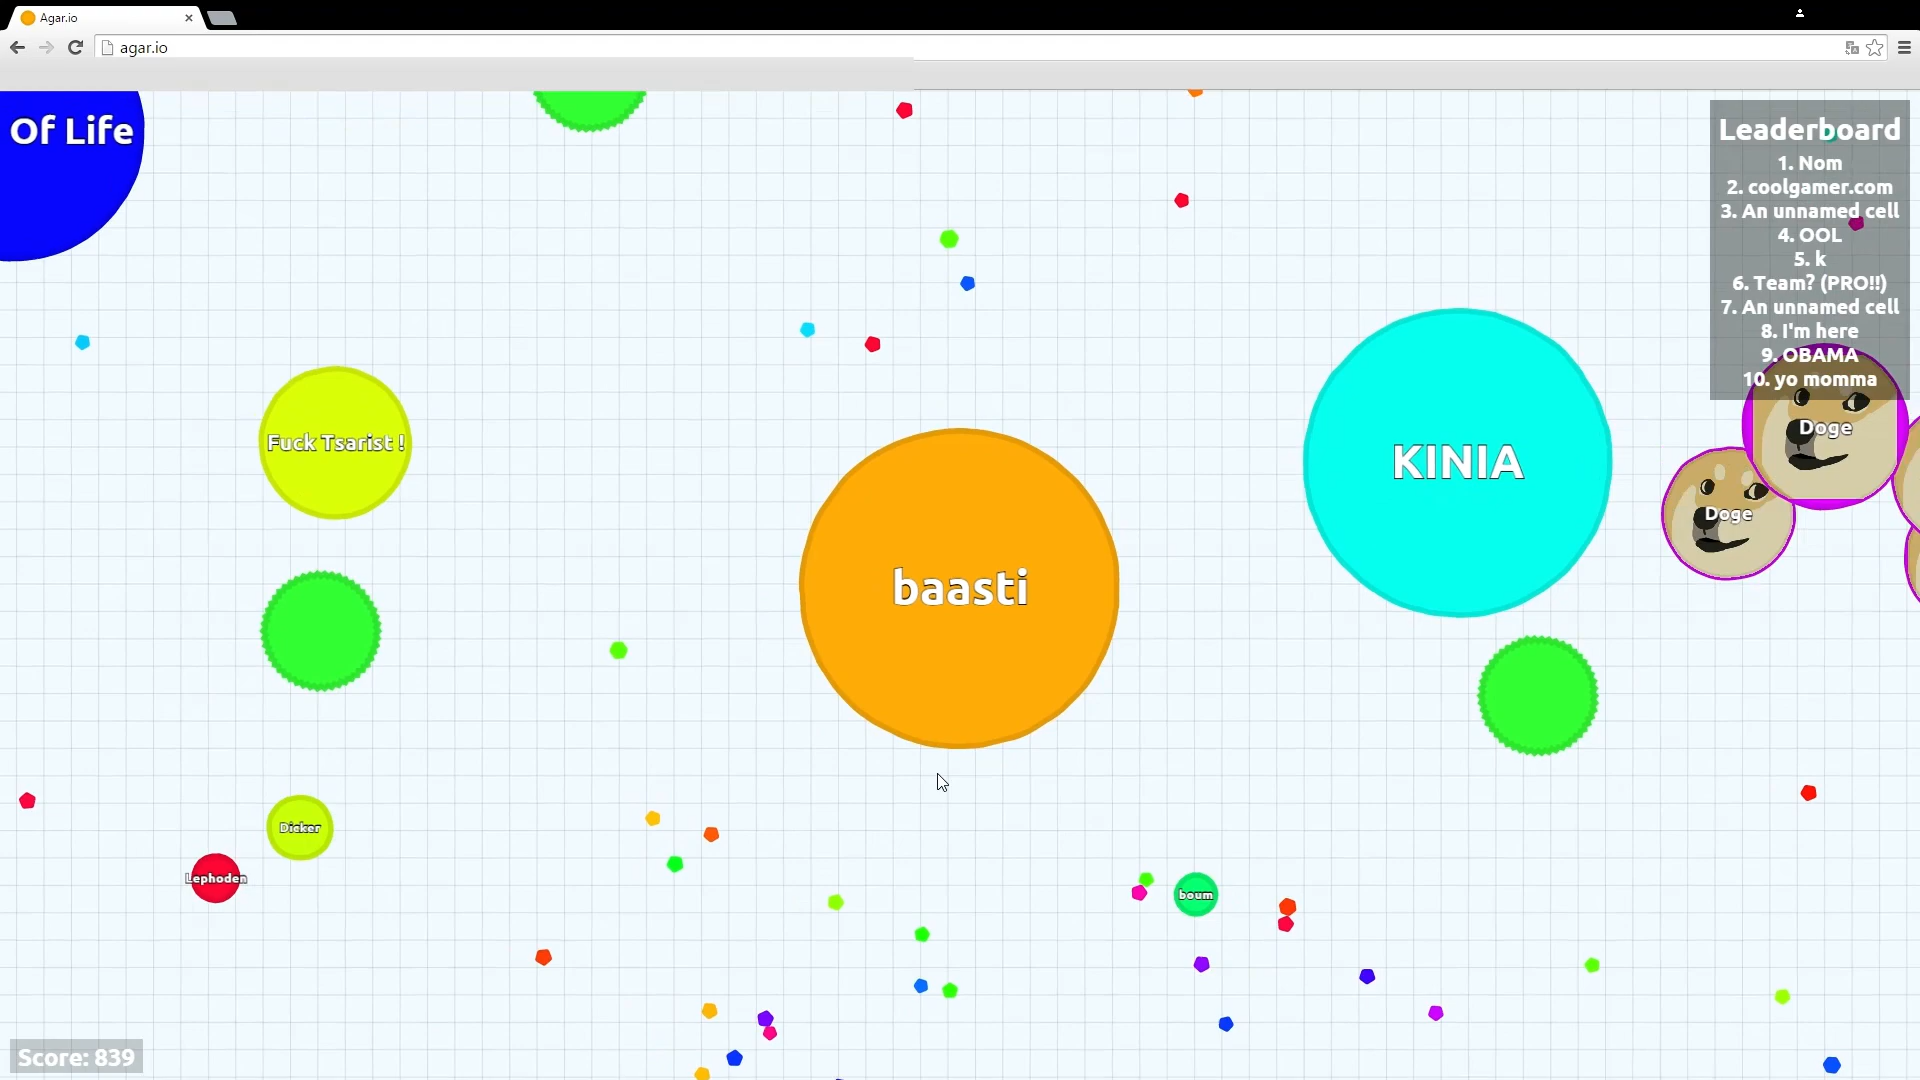 Agar.io
agar.io
Of Life
Leaderboard
1. Nom
2. coolgamer.com
3. An unnamed cell
4. OOL
5. k
6. Team? (PRO!!)
7. An unnamed cell
8. I'm here
9. OBAMA
10. yo momma
Fuck Tsarist !
KINIA
Doge
Doge
baasti
Dicker
Lephoden
boum
Score: 839